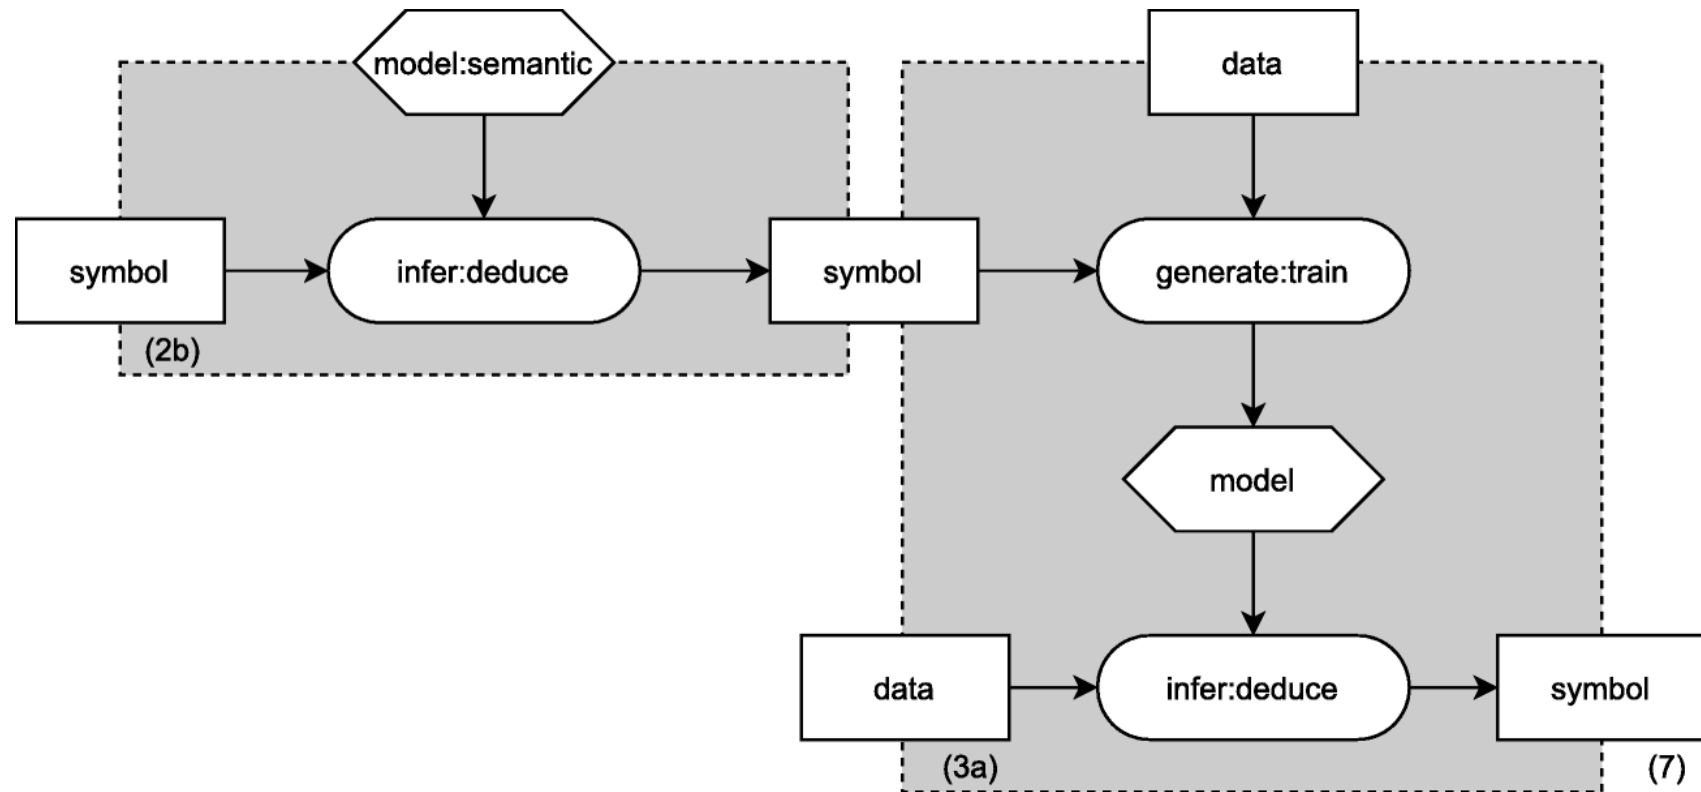 model:semantic
data
symbol
infer:deduce
symbol
generate:train
(2b)
model
data
infer:deduce
symbol
(3a)
(7)